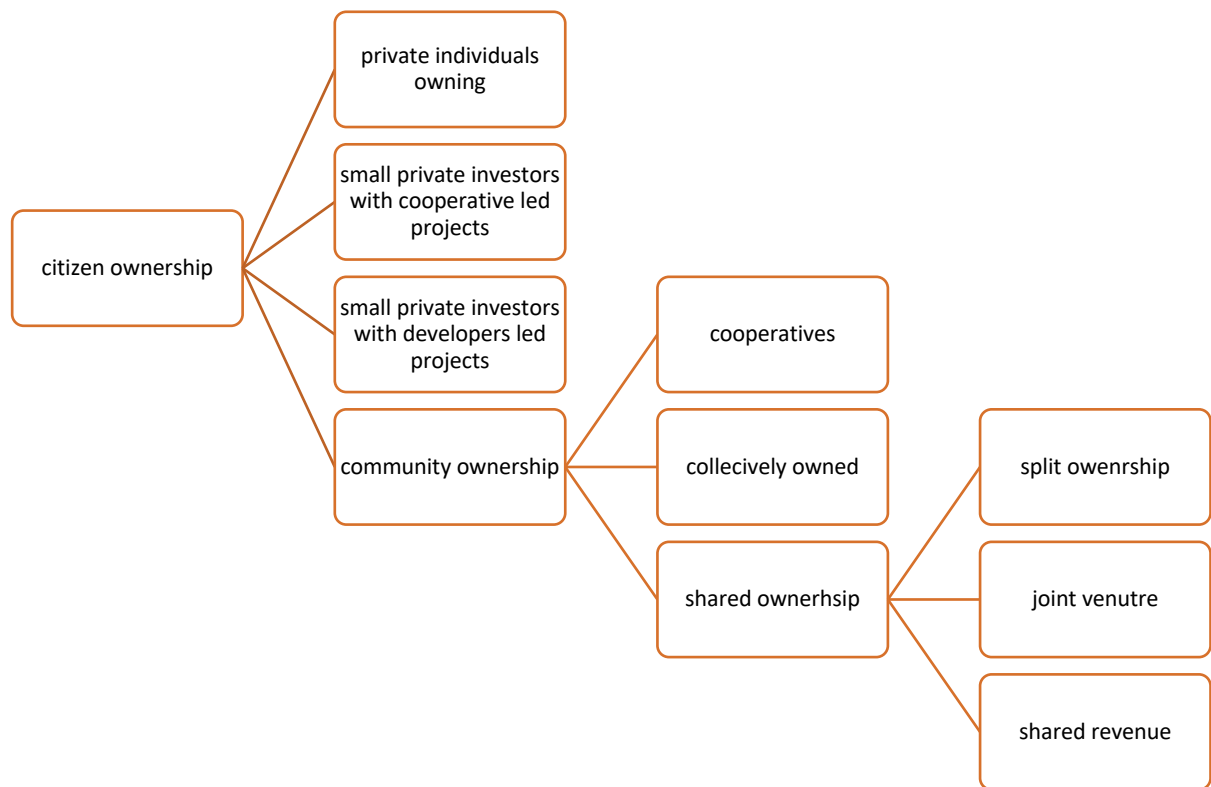 private individuals
owning
small private investors
with cooperative led
projects
citizen ownership
small private investors
with developers led
projects
cooperatives
community ownership
collecively owned
split owenrship
shared ownerhsip
joint venutre
shared revenue